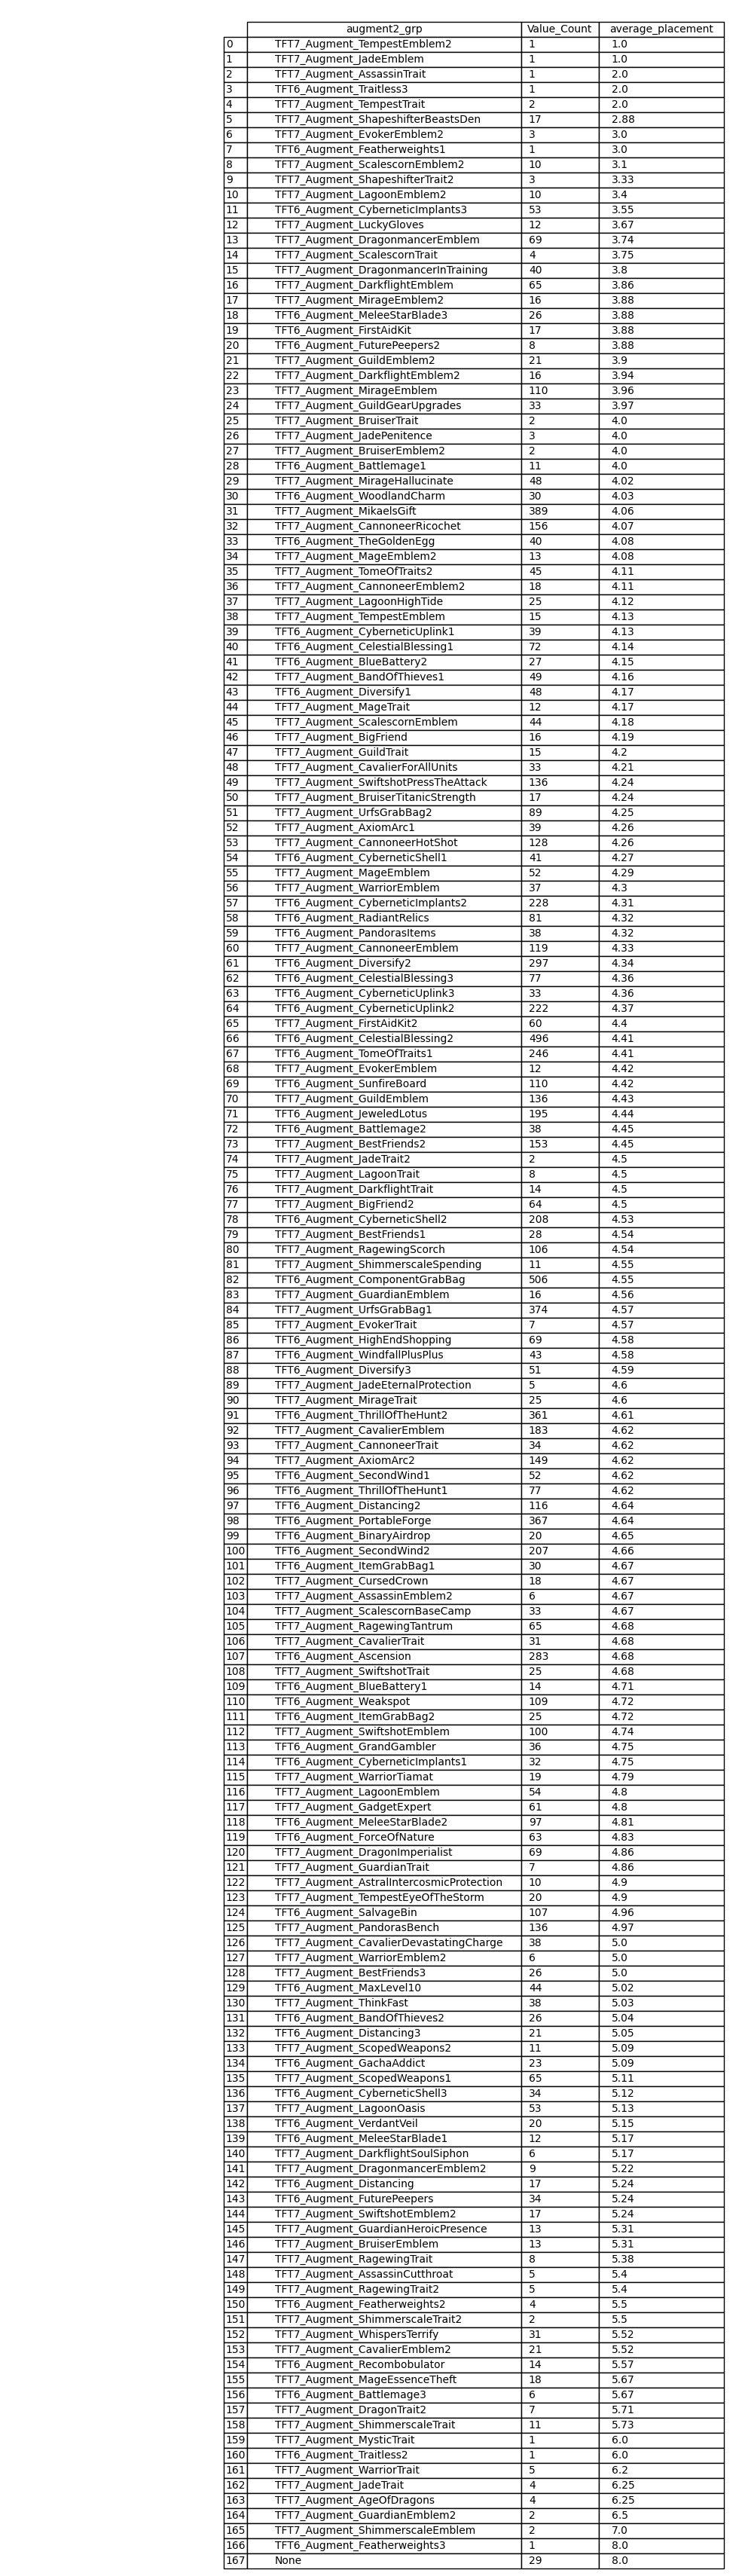 augment2_grp Value_Count average_placement
0 TFT7_Augment_TempestEmblem2 1 1.0
1 TFT7_Augment_JadeEmblem 1 1.0
2 TFT7_Augment_AssassinTrait 1 2.0
3 TFT6_Augment_Traitless3 1 2.0
4 TFT7_Augment_TempestTrait 2 2.0
5 TFT7_Augment_ShapeshifterBeastsDen 17 2.88
6 TFT7_Augment_EvokerEmblem2 3 3.0
7 TFT6_Augment_Featherweights1 1 3.0
8 TFT7_Augment_ScalescornEmblem2 10 3.1
9 TFT7_Augment_ShapeshifterTrait2 3 3.33
10 TFT7_Augment_LagoonEmblem2 10 3.4
11 TFT6_Augment_CyberneticImplants3 53 3.55
12 TFT7_Augment_LuckyGloves 12 3.67
13 TFT7_Augment_DragonmancerEmblem 69 3.74
14 TFT7_Augment_ScalescornTrait 4 3.75
15 TFT7_Augment_DragonmancerInTraining 40 3.8
16 TFT7_Augment_DarkflightEmblem 65 3.86
17 TFT7_Augment_MirageEmblem2 16 3.88
18 TFT6_Augment_MeleeStarBlade3 26 3.88
19 TFT6_Augment_FirstAidKit 17 3.88
20 TFT6_Augment_FuturePeepers2 8 3.88
21 TFT7_Augment_GuildEmblem2 21 3.9
22 TFT7_Augment_DarkflightEmblem2 16 3.94
23 TFT7_Augment_MirageEmblem 110 3.96
24 TFT7_Augment_GuildGearUpgrades 33 3.97
25 TFT7_Augment_BruiserTrait 2 4.0
26 TFT7_Augment_JadePenitence 3 4.0
27 TFT7_Augment_BruiserEmblem2 2 4.0
28 TFT6_Augment_Battlemage1 11 4.0
29 TFT7_Augment_MirageHallucinate 48 4.02
30 TFT6_Augment_WoodlandCharm 30 4.03
31 TFT7_Augment_MikaelsGift 389 4.06
32 TFT7_Augment_CannoneerRicochet 156 4.07
33 TFT6_Augment_TheGoldenEgg 40 4.08
34 TFT7_Augment_MageEmblem2 13 4.08
35 TFT6_Augment_TomeOfTraits2 45 4.11
36 TFT7_Augment_CannoneerEmblem2 18 4.11
37 TFT7_Augment_LagoonHighTide 25 4.12
38 TFT7_Augment_TempestEmblem 15 4.13
39 TFT6_Augment_CyberneticUplink1 39 4.13
40 TFT6_Augment_CelestialBlessing1 72 4.14
41 TFT6_Augment_BlueBattery2 27 4.15
42 TFT7_Augment_BandOfThieves1 49 4.16
43 TFT6_Augment_Diversify1 48 4.17
44 TFT7_Augment_MageTrait 12 4.17
45 TFT7_Augment_ScalescornEmblem 44 4.18
46 TFT7_Augment_BigFriend 16 4.19
47 TFT7_Augment_GuildTrait 15 4.2
48 TFT7_Augment_CavalierForAllUnits 33 4.21
49 TFT7_Augment_SwiftshotPressTheAttack 136 4.24
50 TFT7_Augment_BruiserTitanicStrength 17 4.24
51 TFT7_Augment_UrfsGrabBag2 89 4.25
52 TFT7_Augment_AxiomArc1 39 4.26
53 TFT7_Augment_CannoneerHotShot 128 4.26
54 TFT6_Augment_CyberneticShell1 41 4.27
55 TFT7_Augment_MageEmblem 52 4.29
56 TFT7_Augment_WarriorEmblem 37 4.3
57 TFT6_Augment_CyberneticImplants2 228 4.31
58 TFT6_Augment_RadiantRelics 81 4.32
59 TFT6_Augment_PandorasItems 38 4.32
60 TFT7_Augment_CannoneerEmblem 119 4.33
61 TFT6_Augment_Diversify2 297 4.34
62 TFT6_Augment_CelestialBlessing3 77 4.36
63 TFT6_Augment_CyberneticUplink3 33 4.36
64 TFT6_Augment_CyberneticUplink2 222 4.37
65 TFT7_Augment_FirstAidKit2 60 4.4
66 TFT6_Augment_CelestialBlessing2 496 4.41
67 TFT6_Augment_TomeOfTraits1 246 4.41
68 TFT7_Augment_EvokerEmblem 12 4.42
69 TFT6_Augment_SunfireBoard 110 4.42
70 TFT7_Augment_GuildEmblem 136 4.43
71 TFT6_Augment_JeweledLotus 195 4.44
72 TFT6_Augment_Battlemage2 38 4.45
73 TFT7_Augment_BestFriends2 153 4.45
74 TFT7_Augment_JadeTrait2 2 4.5
75 TFT7_Augment_LagoonTrait 8 4.5
76 TFT7_Augment_DarkflightTrait 14 4.5
77 TFT7_Augment_BigFriend2 64 4.5
78 TFT6_Augment_CyberneticShell2 208 4.53
79 TFT7_Augment_BestFriends1 28 4.54
80 TFT7_Augment_RagewingScorch 106 4.54
81 TFT7_Augment_ShimmerscaleSpending 11 4.55
82 TFT6_Augment_ComponentGrabBag 506 4.55
83 TFT7_Augment_GuardianEmblem 16 4.56
84 TFT7_Augment_UrfsGrabBag1 374 4.57
85 TFT7_Augment_EvokerTrait 7 4.57
86 TFT6_Augment_HighEndShopping 69 4.58
87 TFT6_Augment_WindfallPlusPlus 43 4.58
88 TFT6_Augment_Diversify3 51 4.59
89 TFT7_Augment_JadeEternalProtection 5 4.6
90 TFT7_Augment_MirageTrait 25 4.6
91 TFT6_Augment_ThrillOfTheHunt2 361 4.61
92 TFT7_Augment_CavalierEmblem 183 4.62
93 TFT7_Augment_CannoneerTrait 34 4.62
94 TFT7_Augment_AxiomArc2 149 4.62
95 TFT6_Augment_SecondWind1 52 4.62
96 TFT6_Augment_ThrillOfTheHunt1 77 4.62
97 TFT6_Augment_Distancing2 116 4.64
98 TFT6_Augment_PortableForge 367 4.64
99 TFT6_Augment_BinaryAirdrop 20 4.65
100 TFT6_Augment_SecondWind2 207 4.66
101 TFT6_Augment_ItemGrabBag1 30 4.67
102 TFT7_Augment_CursedCrown 18 4.67
103 TFT7_Augment_AssassinEmblem2 6 4.67
104 TFT7_Augment_ScalescornBaseCamp 33 4.67
105 TFT7_Augment_RagewingTantrum 65 4.68
106 TFT7_Augment_CavalierTrait 31 4.68
107 TFT6_Augment_Ascension 283 4.68
108 TFT7_Augment_SwiftshotTrait 25 4.68
109 TFT6_Augment_BlueBattery1 14 4.71
110 TFT6_Augment_Weakspot 109 4.72
111 TFT6_Augment_ItemGrabBag2 25 4.72
112 TFT7_Augment_SwiftshotEmblem 100 4.74
113 TFT6_Augment_GrandGambler 36 4.75
114 TFT6_Augment_CyberneticImplants1 32 4.75
115 TFT7_Augment_WarriorTiamat 19 4.79
116 TFT7_Augment_LagoonEmblem 54 4.8
117 TFT7_Augment_GadgetExpert 61 4.8
118 TFT6_Augment_MeleeStarBlade2 97 4.81
119 TFT6_Augment_ForceOfNature 63 4.83
120 TFT7_Augment_DragonImperialist 69 4.86
121 TFT7_Augment_GuardianTrait 7 4.86
122 TFT7_Augment_AstralIntercosmicProtection 10 4.9
123 TFT7_Augment_TempestEyeOfTheStorm 20 4.9
124 TFT6_Augment_SalvageBin 107 4.96
125 TFT7_Augment_PandorasBench 136 4.97
126 TFT7_Augment_CavalierDevastatingCharge 38 5.0
127 TFT7_Augment_WarriorEmblem2 6 5.0
128 TFT7_Augment_BestFriends3 26 5.0
129 TFT6_Augment_MaxLevel10 44 5.02
130 TFT7_Augment_ThinkFast 38 5.03
131 TFT6_Augment_BandOfThieves2 26 5.04
132 TFT6_Augment_Distancing3 21 5.05
133 TFT7_Augment_ScopedWeapons2 11 5.09
134 TFT6_Augment_GachaAddict 23 5.09
135 TFT7_Augment_ScopedWeapons1 65 5.11
136 TFT6_Augment_CyberneticShell3 34 5.12
137 TFT7_Augment_LagoonOasis 53 5.13
138 TFT6_Augment_VerdantVeil 20 5.15
139 TFT6_Augment_MeleeStarBlade1 12 5.17
140 TFT7_Augment_DarkflightSoulSiphon 6 5.17
141 TFT7_Augment_DragonmancerEmblem2 9 5.22
142 TFT6_Augment_Distancing 17 5.24
143 TFT6_Augment_FuturePeepers 34 5.24
144 TFT7_Augment_SwiftshotEmblem2 17 5.24
145 TFT7_Augment_GuardianHeroicPresence 13 5.31
146 TFT7_Augment_BruiserEmblem 13 5.31
147 TFT7_Augment_RagewingTrait 8 5.38
148 TFT7_Augment_AssassinCutthroat 5 5.4
149 TFT7_Augment_RagewingTrait2 5 5.4
150 TFT6_Augment_Featherweights2 4 5.5
151 TFT7_Augment_ShimmerscaleTrait2 2 5.5
152 TFT7_Augment_WhispersTerrify 31 5.52
153 TFT7_Augment_CavalierEmblem2 21 5.52
154 TFT6_Augment_Recombobulator 14 5.57
155 TFT7_Augment_MageEssenceTheft 18 5.67
156 TFT6_Augment_Battlemage3 6 5.67
157 TFT7_Augment_DragonTrait2 7 5.71
158 TFT7_Augment_ShimmerscaleTrait 11 5.73
159 TFT7_Augment_MysticTrait 1 6.0
160 TFT6_Augment_Traitless2 1 6.0
161 TFT7_Augment_WarriorTrait 5 6.2
162 TFT7_Augment_JadeTrait 4 6.25
163 TFT7_Augment_AgeOfDragons 4 6.25
164 TFT7_Augment_GuardianEmblem2 2 6.5
165 TFT7_Augment_ShimmerscaleEmblem 2 7.0
166 TFT6_Augment_Featherweights3 1 8.0
167 None 29 8.0